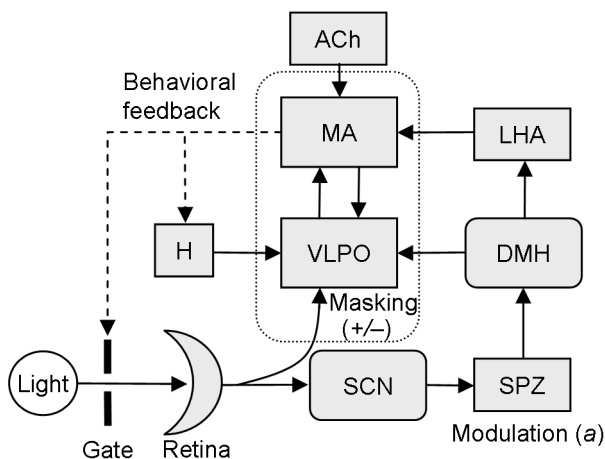 ACh
Behavioral
feedback
MA
LHA
H
VLPO
DMH
Masking
(+/–)
Light
SCN
SPZ
Gate
Retina
Modulation (a)